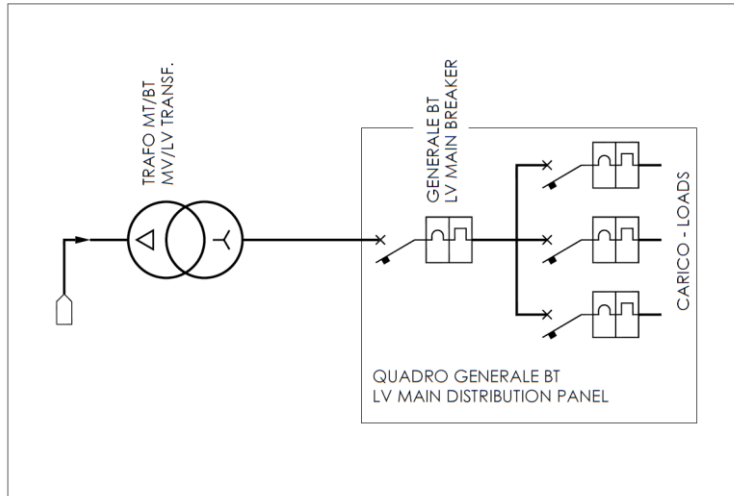 TRAFO MT/BT
MV/LV TRANSF.
GENERALE BT
LV MAIN BREAKER
CARICO - LOADS
QUADRO GENERALE BT
LV MAIN DISTRIBUTION PANEL